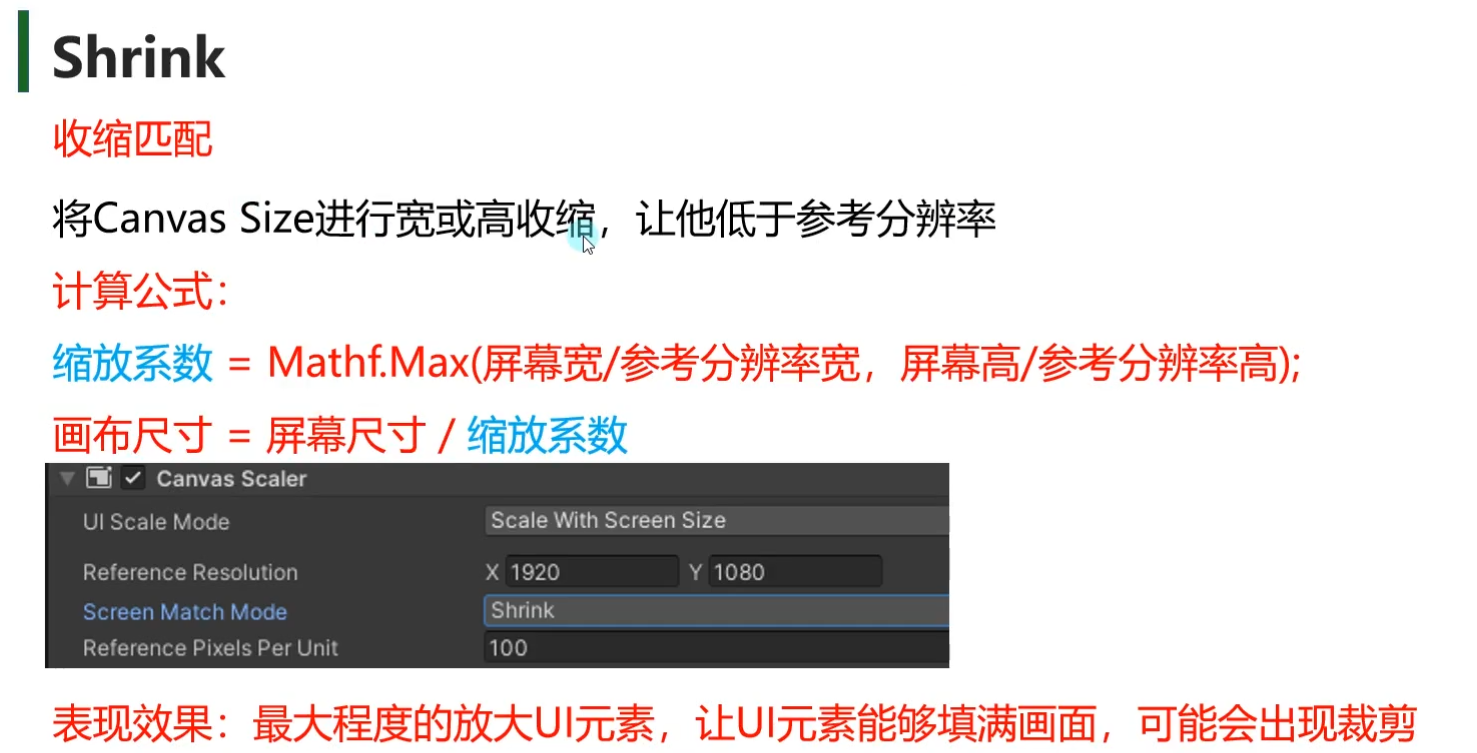 Shrink
收缩匹配
将Canvas Size进行宽或高收缩，让他低于参考分辨率
计算公式：
缩放系数 = Mathf.Max(屏幕宽/参考分辨率宽，屏幕高/参考分辨率高);
画布尺寸 = 屏幕尺寸 / 缩放系数
Canvas Scaler
UI Scale Mode Scale With Screen Size
Reference Resolution X 1920 Y 1080
Screen Match Mode Shrink
Reference Pixels Per Unit 100
表现效果：最大程度的放大UI元素，让UI元素能够填满画面，可能会出现裁剪